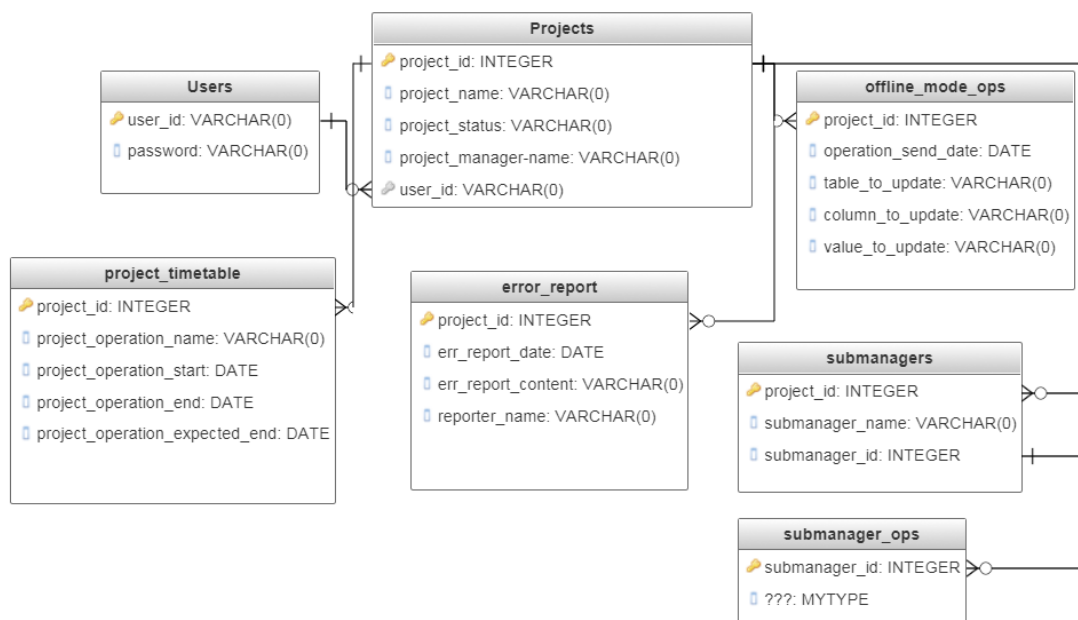 Projects
project_id: INTEGER
project_name: VARCHAR(0)
project_status: VARCHAR(0)
project_manager-name: VARCHAR(0)
user_id: VARCHAR(0)
Users
user_id: VARCHAR(0)
password: VARCHAR(0)
offline_mode_ops
project_id: INTEGER
operation_send_date: DATE
table_to_update: VARCHAR(0)
column_to_update: VARCHAR(0)
value_to_update: VARCHAR(0)
project_timetable
project_id: INTEGER
project_operation_name: VARCHAR(0)
project_operation_start: DATE
project_operation_end: DATE
project_operation_expected_end: DATE
error_report
project_id: INTEGER
err_report_date: DATE
err_report_content: VARCHAR(0)
reporter_name: VARCHAR(0)
submanagers
project_id: INTEGER
submanager_name: VARCHAR(0)
submanager_id: INTEGER
submanager_ops
submanager_id: INTEGER
???: MYTYPE